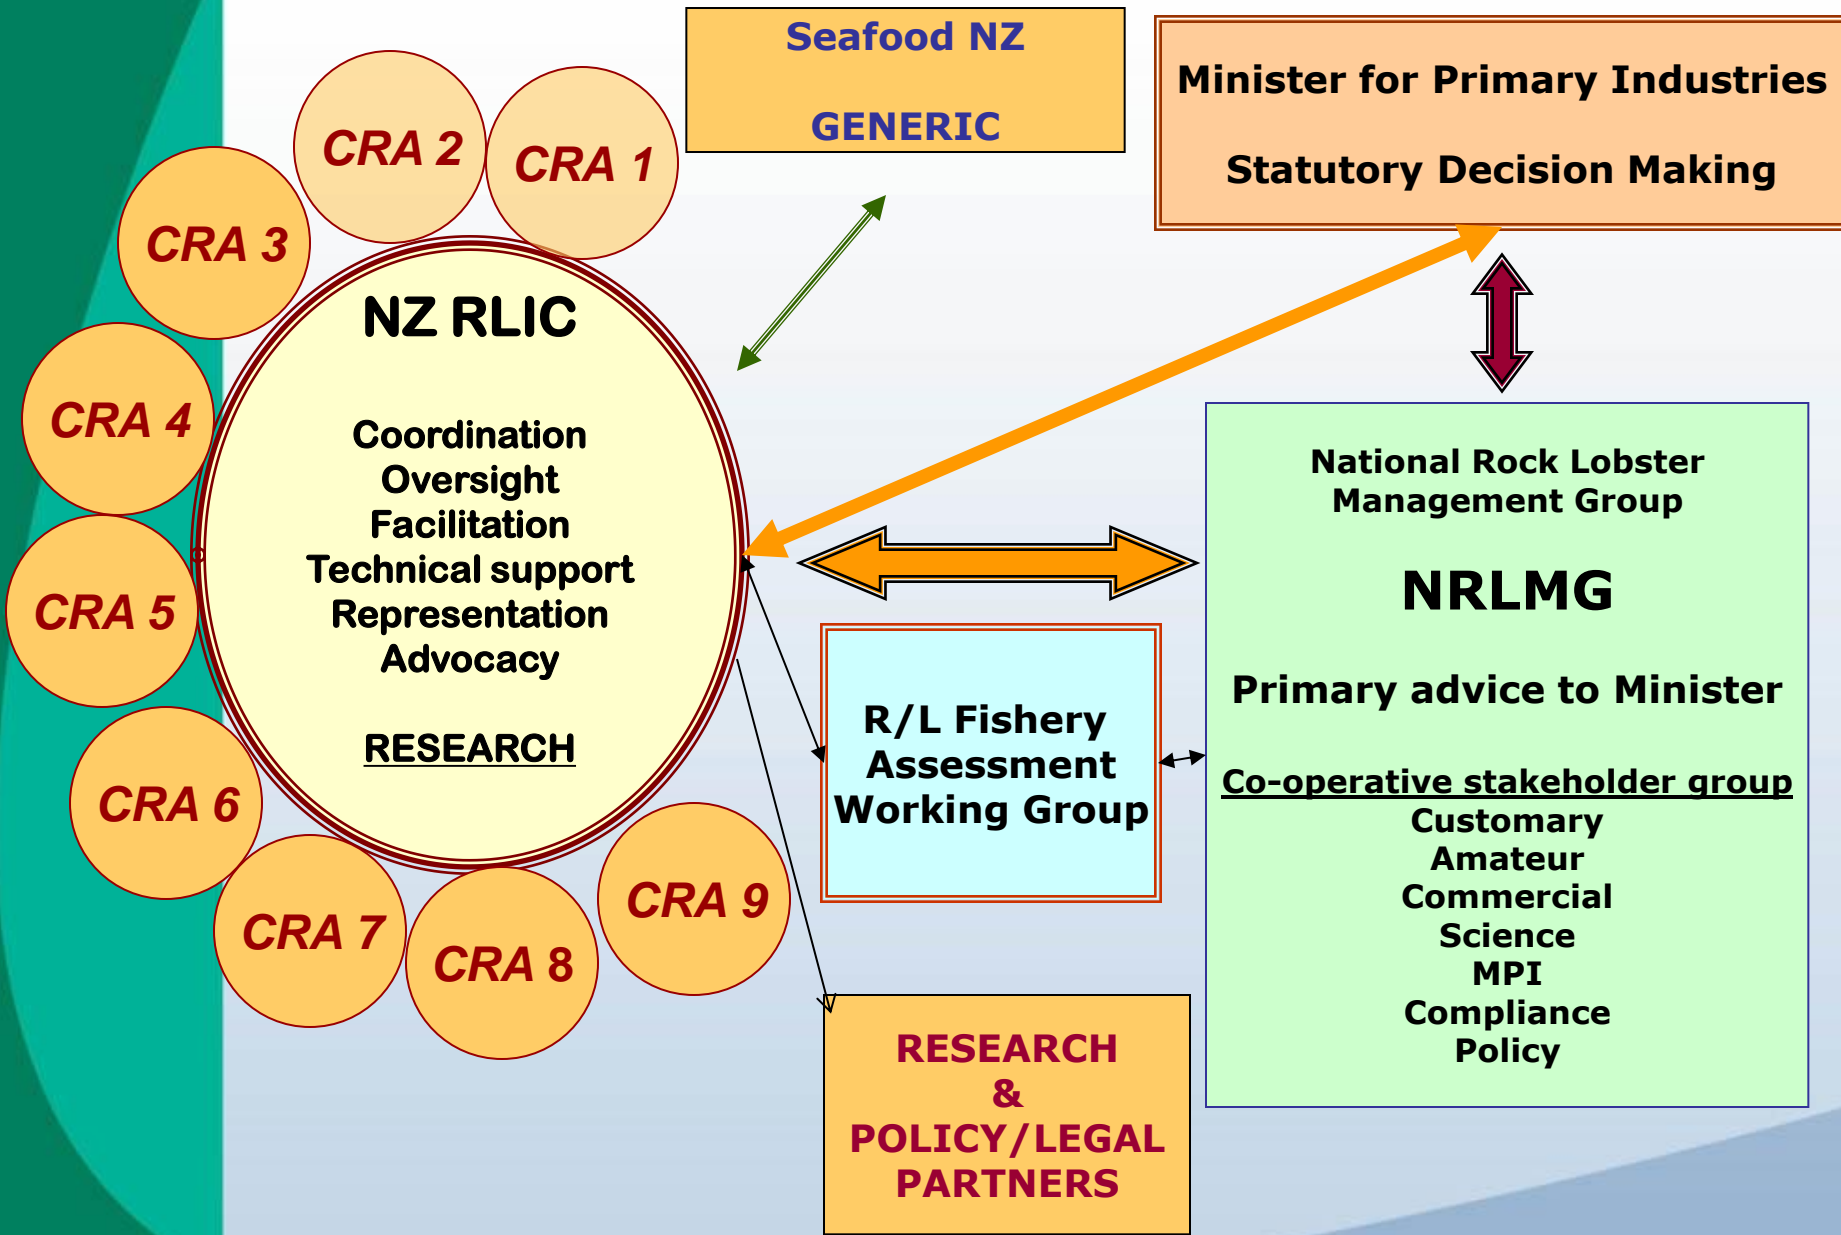 Seafood NZ
GENERIC
Minister for Primary Industries
Statutory Decision Making
CRA 1
CRA 2
CRA 3
CRA 4
CRA 5
CRA 6
CRA 7
CRA 8
CRA 9
NZ RLIC
Coordination
Oversight
Facilitation
Technical support
Representation
Advocacy
RESEARCH
National Rock Lobster
Management Group
NRLMG
Primary advice to Minister
Co-operative stakeholder group
Customary
Amateur
Commercial
Science
MPI
Compliance
Policy
R/L Fishery
Assessment
Working Group
RESEARCH
&
POLICY/LEGAL
PARTNERS